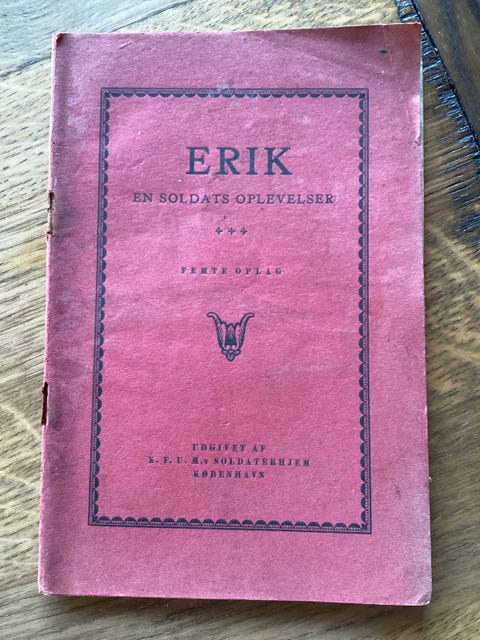 ERIK
EN SOLDATS OPLEVELSER
FEMTE OPLAG
UDGIVET AF
K. F. U. M.s SOLDATERHJEM
KØBENHAVN